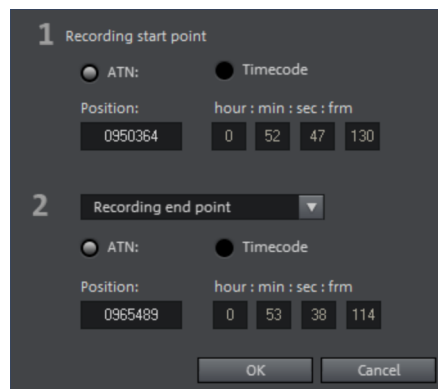 1 Recording start point
ATN: Timecode
Position: hour : min : sec : frm
0950364 0 52 47 130
2 Recording end point
ATN: Timecode
Position: hour : min : sec : frm
0965489 0 53 38 114
OK Cancel